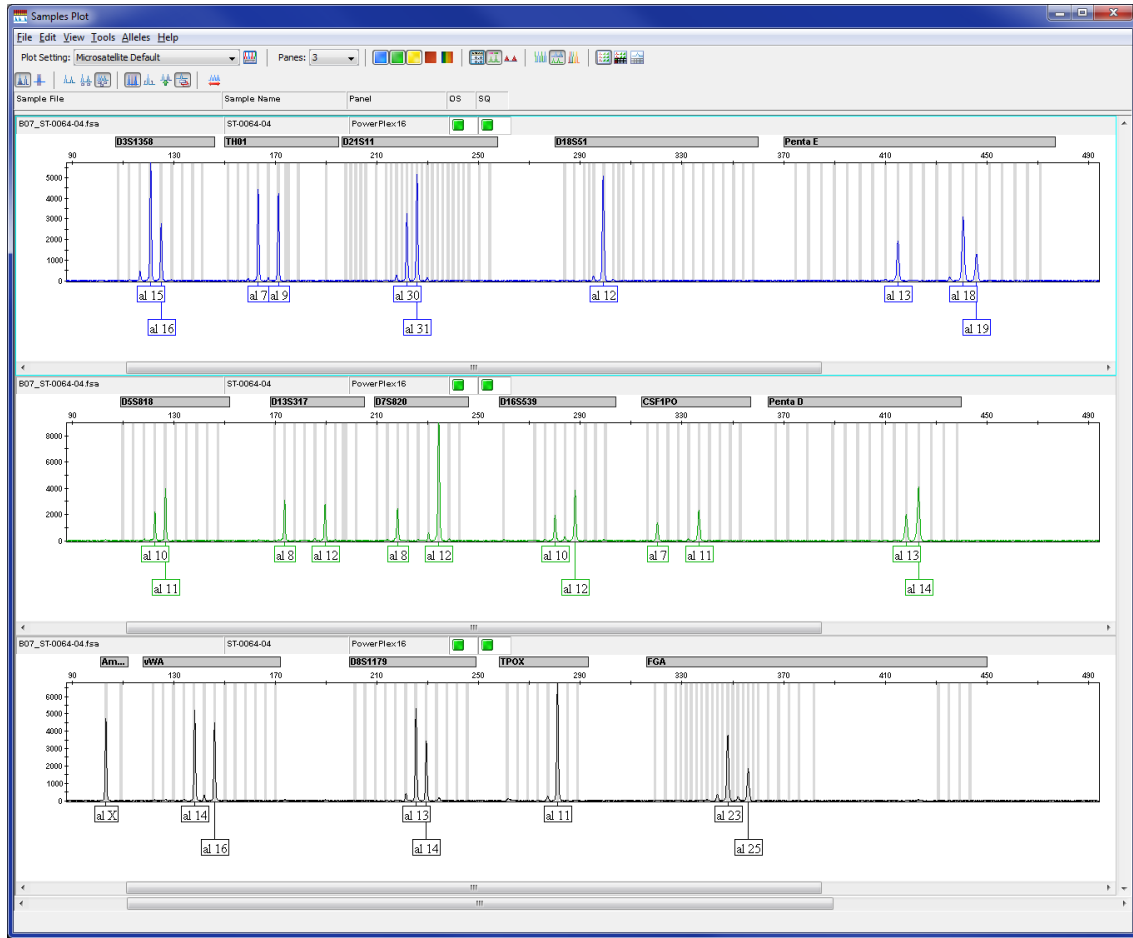 Samples Plot
File Edit View Tools Alleles Help
Plot Setting: Microsatellite Default Panes: 3
Sample File Sample Name Panel OS SQ
B07_ST-0064-04.fsa ST-0064-04 PowerPlex16
D3S1358 TH01 D21S11 D18S51 Penta E
90 130 170 210 250 290 330 370 410 450 490
5000
4000
3000
2000
1000
0
al 15 al 7 al 9 al 30 al 12 al 13 al 18
al 16 al 31 al 19
B07_ST-0064-04.fsa ST-0064-04 PowerPlex16
D5S818 D13S317 D7S820 D16S539 CSF1PO Penta D
90 130 170 210 250 290 330 370 410 450 490
8000
6000
4000
2000
0
al 10 al 8 al 12 al 8 al 12 al 10 al 7 al 11 al 13
al 11 al 12 al 14
B07_ST-0064-04.fsa ST-0064-04 PowerPlex16
Am... vWA D8S1179 TPOX FGA
90 130 170 210 250 290 330 370 410 450 490
6000
5000
4000
3000
2000
1000
0
al X al 14 al 13 al 11 al 23
al 16 al 14 al 25